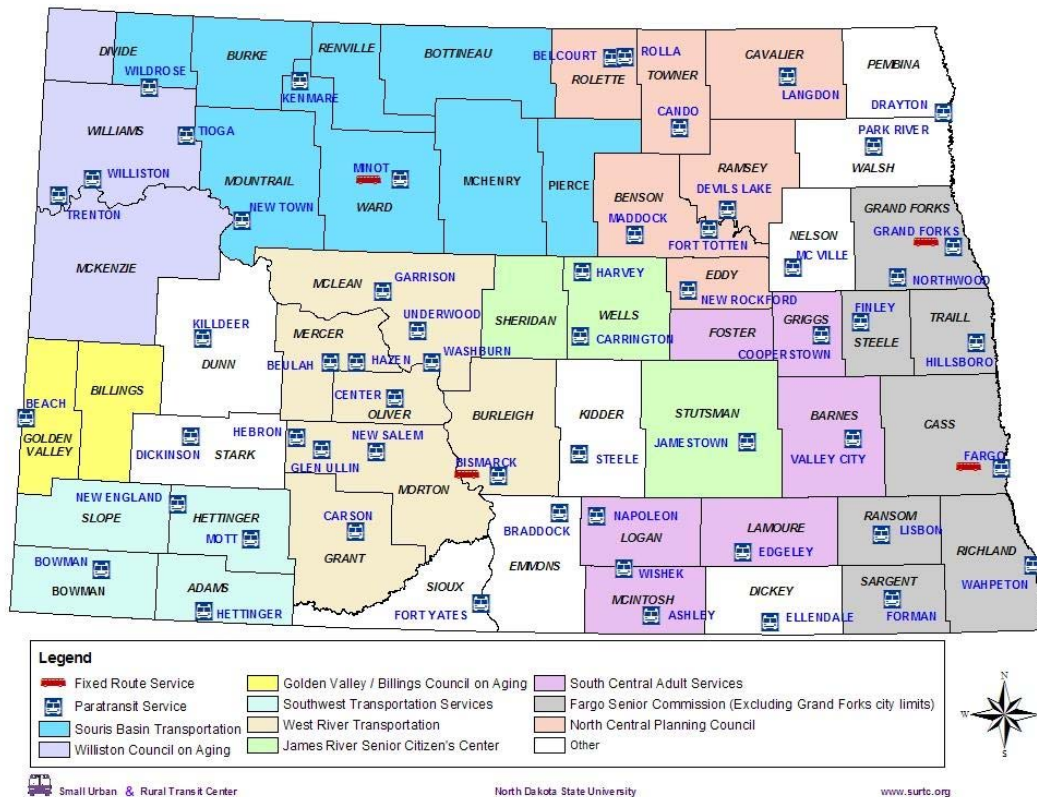 DIVIDE
BURKE
RENVILLE
BOTTINEAU
BELCOURT
ROLLA
ROLETTE
TOWNER
CAVALIER
PEMBINA
WILDROSE
KENMARE
LANGDON
DRAYTON
WILLIAMS
TIOGA
CANDO
PARK RIVER
WALSH
WILLISTON
MOUNTRAIL
MINOT
WARD
MCHENRY
PIERCE
BENSON
RAMSEY
DEVILS LAKE
TRENTON
NEW TOWN
MADDOCK
FORT TOTTEN
NELSON
MC VILLE
GRAND FORKS
GRAND FORKS
NORTHWOOD
MCKENZIE
MCLEAN
GARRISON
HARVEY
EDDY
NEW ROCKFORD
KILLDEER
DUNN
MERCER
UNDERWOOD
SHERIDAN
WELLS
CARRINGTON
FOSTER
GRIGGS
COOPERSTOWN
FINLEY
STEELE
TRAILL
HILLSBORO
BEULAH
HAZEN
WASHBURN
BEACH
BILLINGS
GOLDEN
VALLEY
CENTER
OLIVER
BURLEIGH
KIDDER
STEELE
STUTSMAN
JAMESTOWN
BARNES
VALLEY CITY
CASS
FARGO
DICKINSON
STARK
HEBRON
GLEN ULLIN
NEW SALEM
MORTON
BISMARCK
NEW ENGLAND
SLOPE
HETTINGER
MOTT
CARSON
GRANT
BRADDOCK
EMMONS
NAPOLEON
LOGAN
LAMOURE
EDGELEY
RANSOM
LISBON
RICHLAND
WAHPETON
BOWMAN
BOWMAN
ADAMS
HETTINGER
SIOUX
FORT YATES
WISHEK
MCINTOSH
ASHLEY
DICKEY
ELLENDALE
SARGENT
FORMAN
Legend
Fixed Route Service
Paratransit Service
Souris Basin Transportation
Williston Council on Aging
Golden Valley / Billings Council on Aging
Southwest Transportation Services
West River Transportation
James River Senior Citizen's Center
South Central Adult Services
Fargo Senior Commission (Excluding Grand Forks city limits)
North Central Planning Council
Other
N
W
E
S
Small Urban & Rural Transit Center
North Dakota State University
www.surtc.org